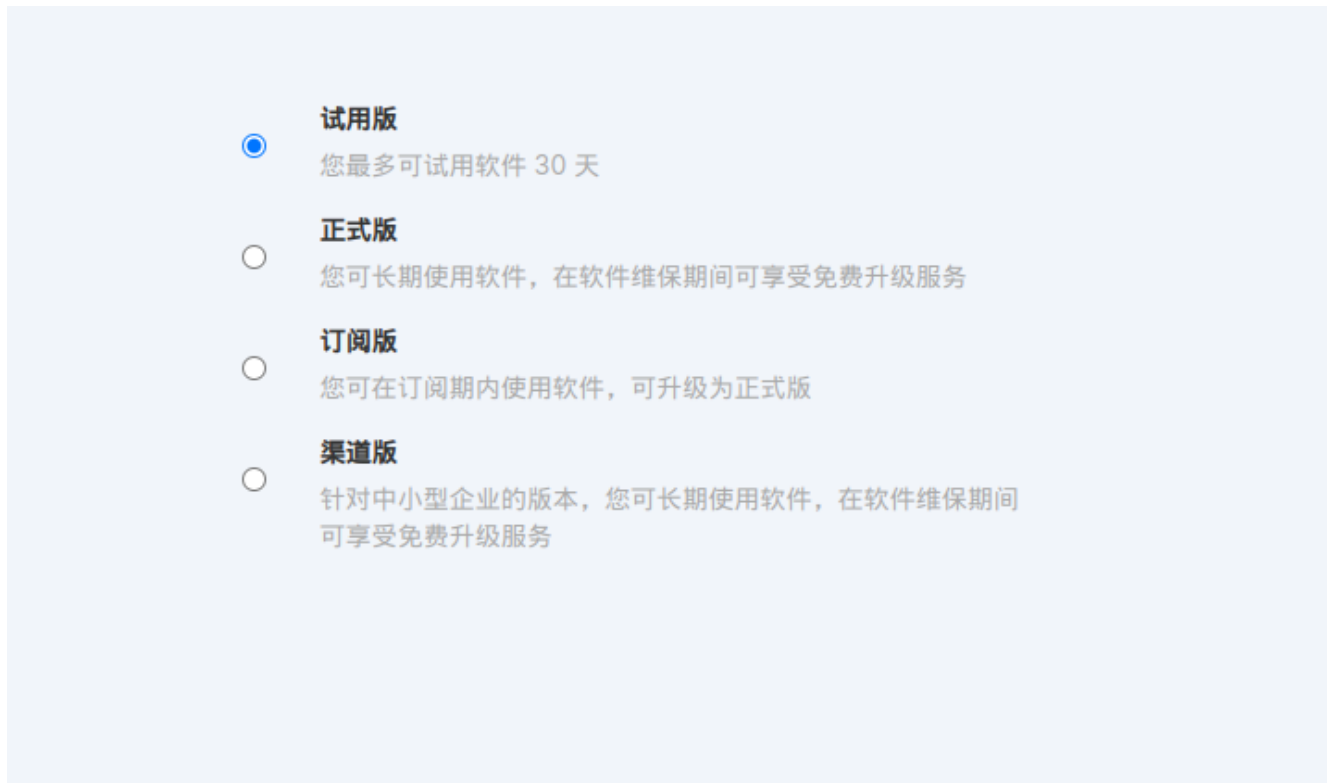 试用版
您最多可试用软件 30 天
正式版
您可长期使用软件，在软件维保期间可享受免费升级服务
订阅版
您可在订阅期内使用软件，可升级为正式版
渠道版
针对中小型企业的版本，您可长期使用软件，在软件维保期间
可享受免费升级服务